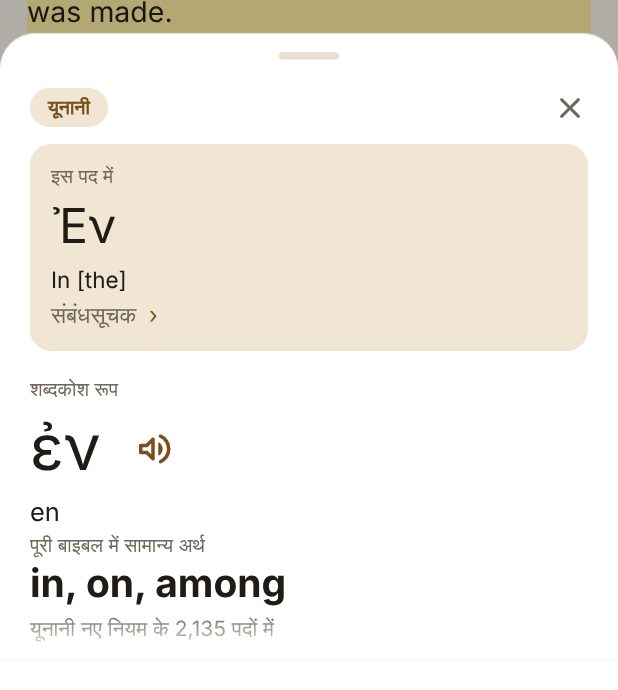 was made.
यूनानी
इस पद में
Ἐν
In [the]
संबंधसूचक ›
शब्दकोश रूप
ἐν
en
पूरी बाइबल में सामान्य अर्थ
in, on, among
यूनानी नए नियम के 2,135 पदों में